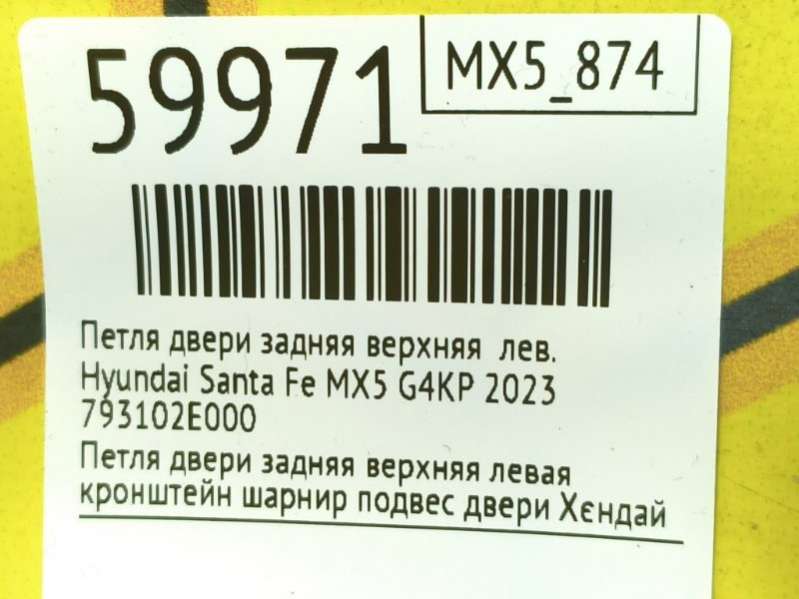 59971
MX5_874
Петля двери задняя верхняя лев.
Hyundai Santa Fe MX5 G4KP 2023
793102E000
Петля двери задняя верхняя левая
кронштейн шарнир подвес двери Хєндай